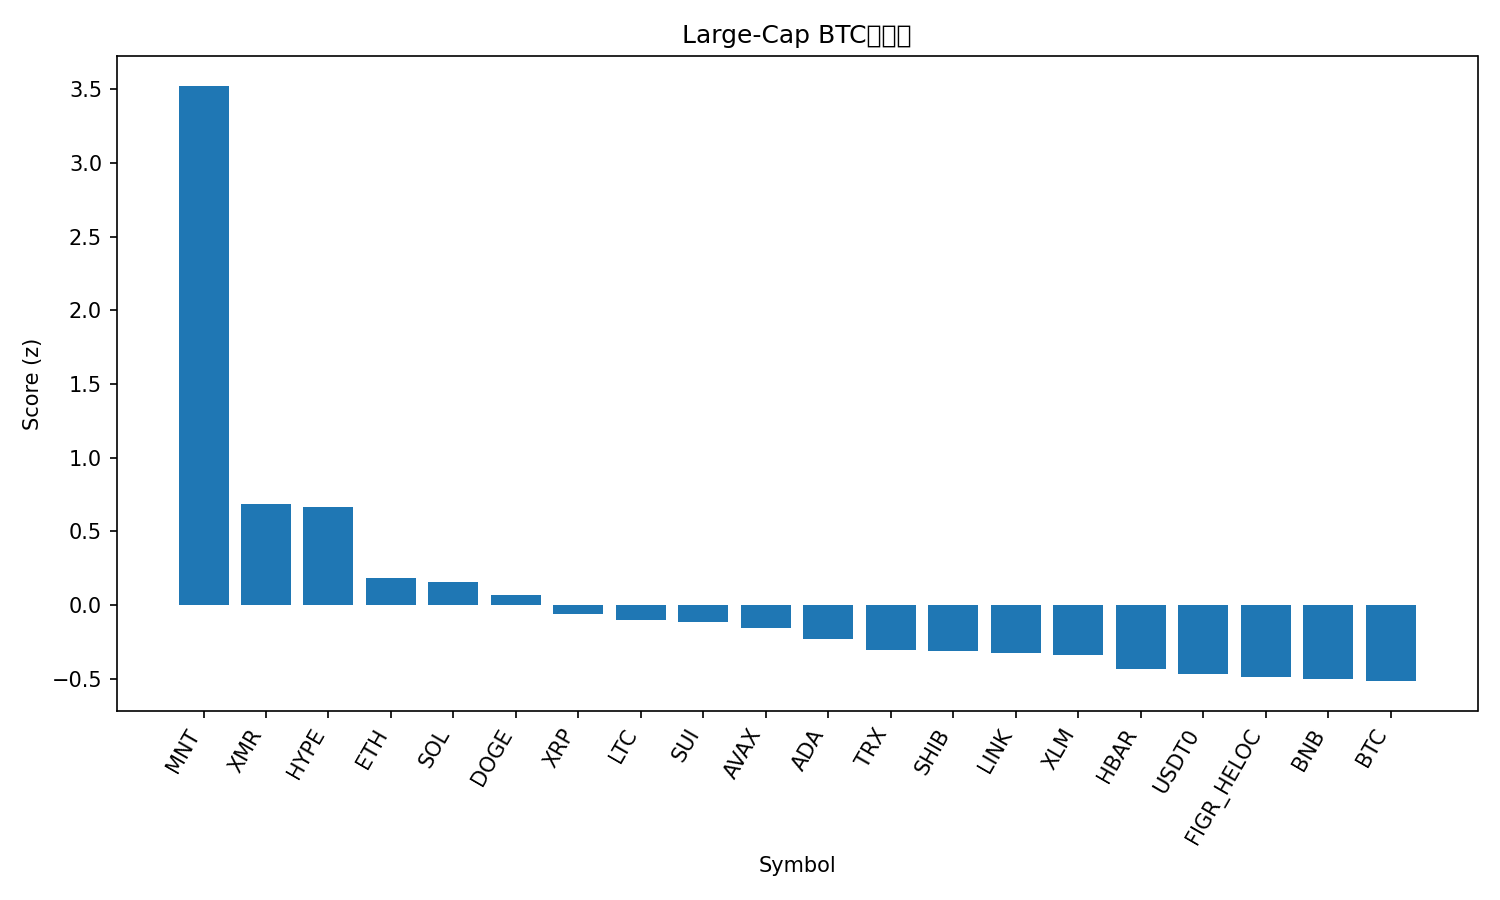 Large-Cap BTC
3.5
3.0
2.5
2.0
1.5
1.0
0.5
0.0
−0.5
Score (z)
MNT
XMR
HYPE
ETH
SOL
DOGE
XRP
LTC
SUI
AVAX
ADA
TRX
SHIB
LINK
XLM
HBAR
USDT0
FIGR_HELOC
BNB
BTC
Symbol